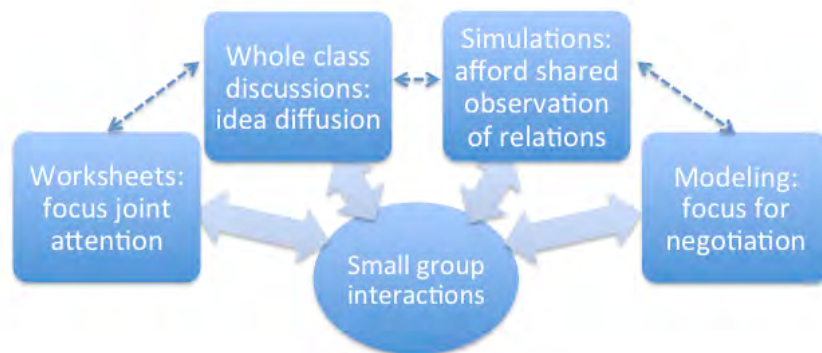 Worksheets:
focus joint
attention
Whole class
discussions:
idea diffusion
Simulations:
afford shared
observation
of relations
Modeling:
focus for
negotiation
Small group
interactions